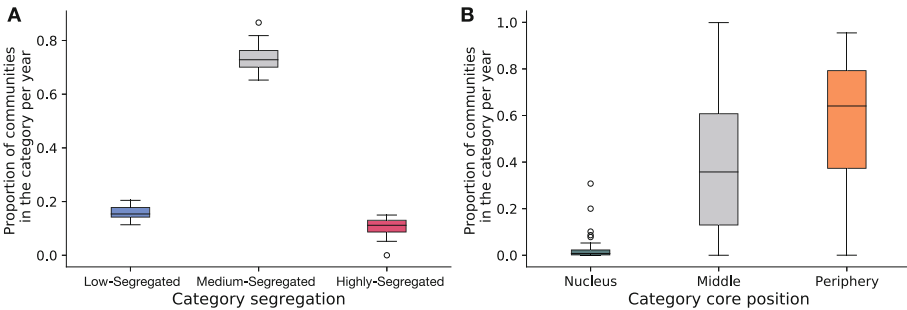 A
Proportion of communities
in the category per year
0.8
0.6
0.4
0.2
0.0
Low-Segregated Medium-Segregated Highly-Segregated
Category segregation
B
Proportion of communities
in the category per year
1.0
0.8
0.6
0.4
0.2
0.0
Nucleus Middle Periphery
Category core position